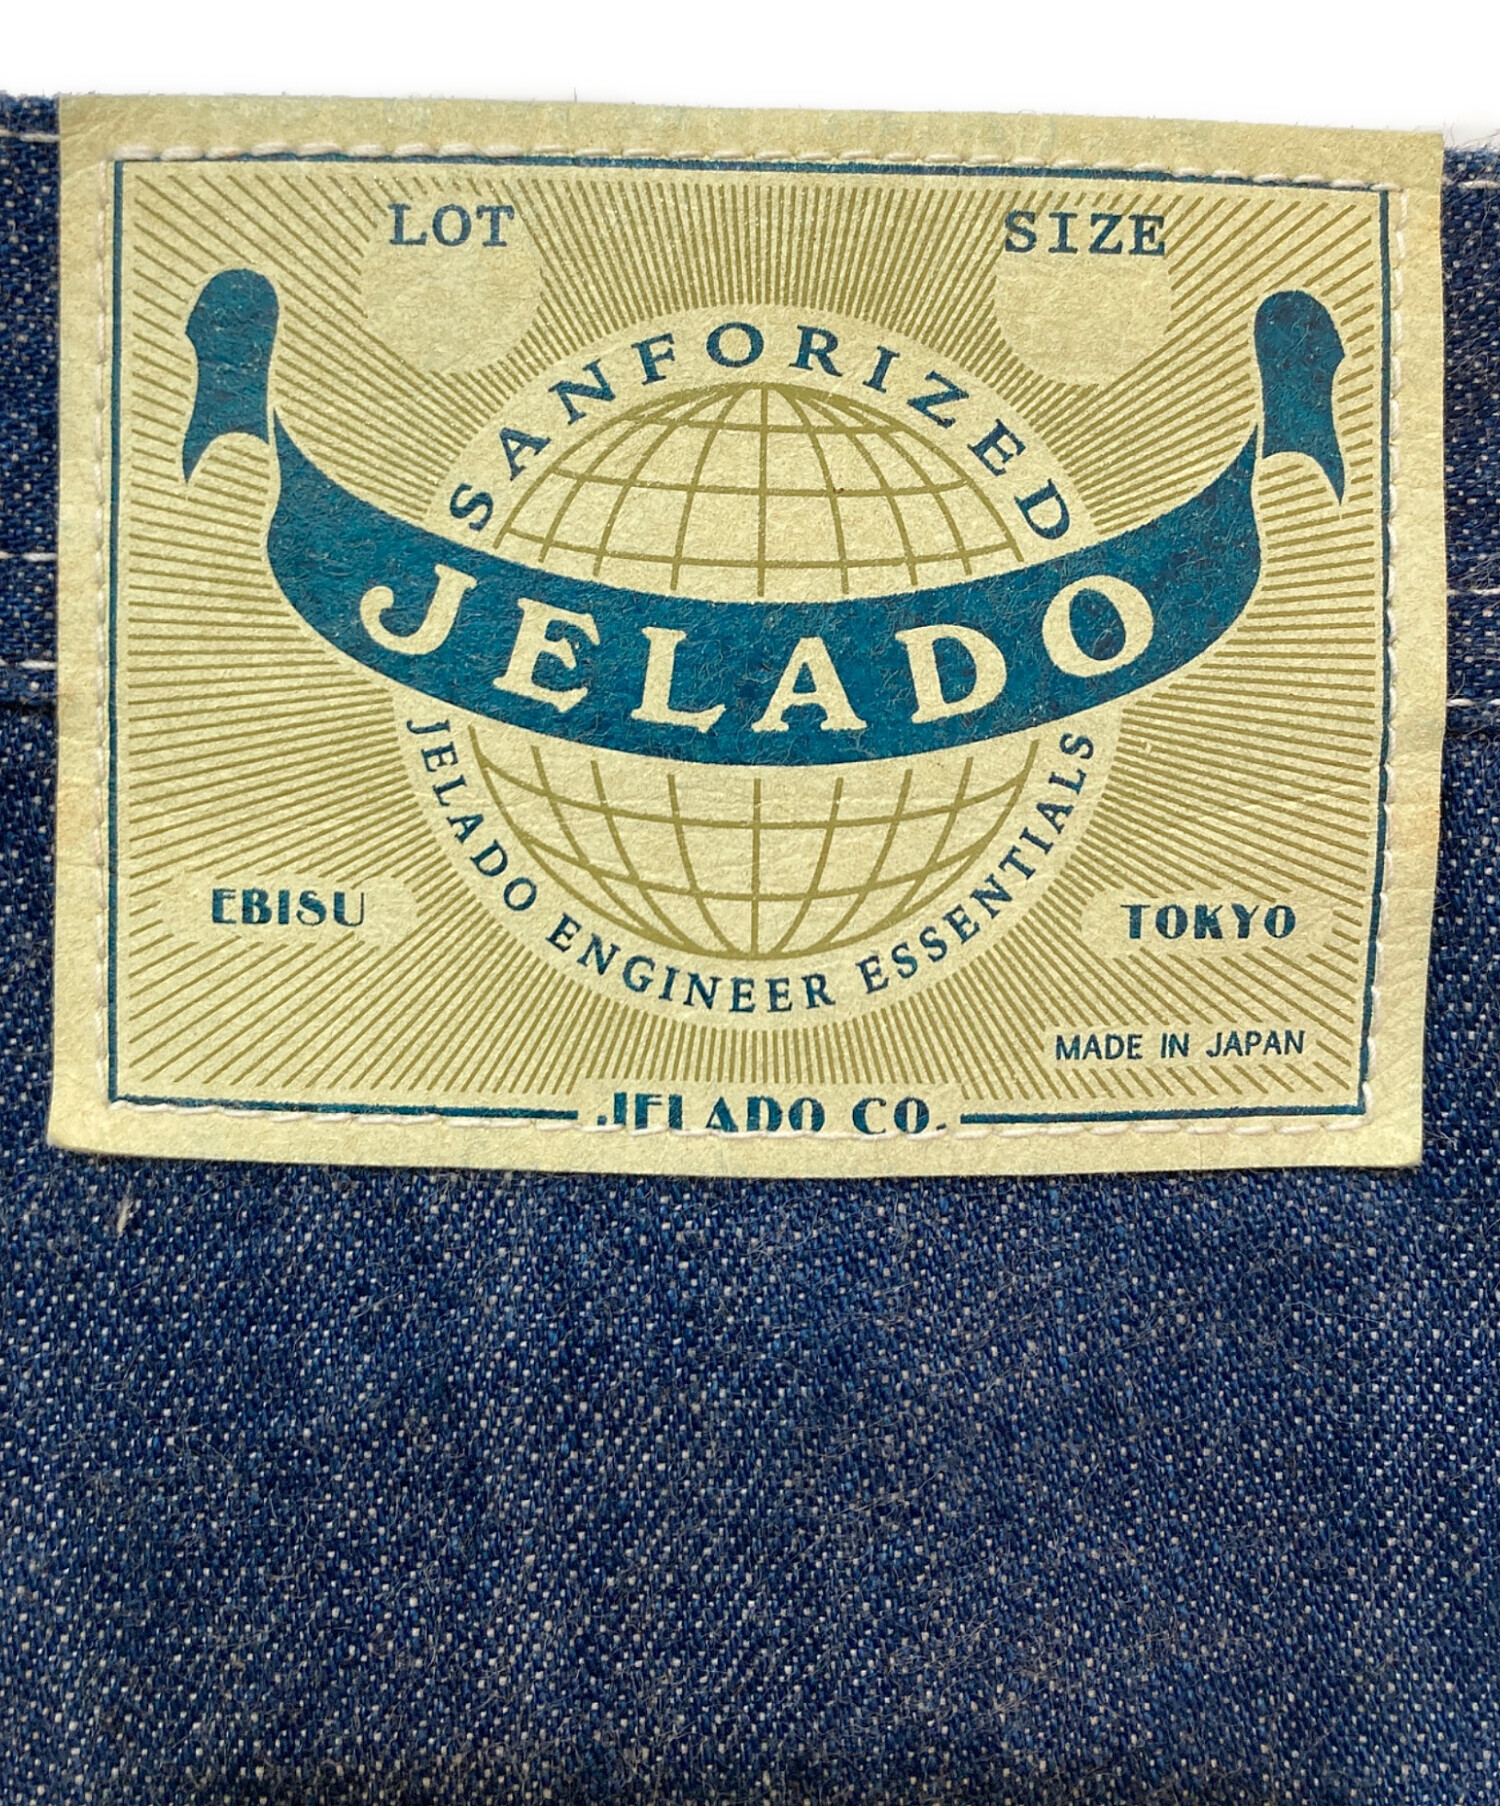 LOT
SIZE
SANFORIZED
JELADO
JELADO ENGINEER ESSENTIALS
EBISU
TOKYO
MADE IN JAPAN
JELADO CO.